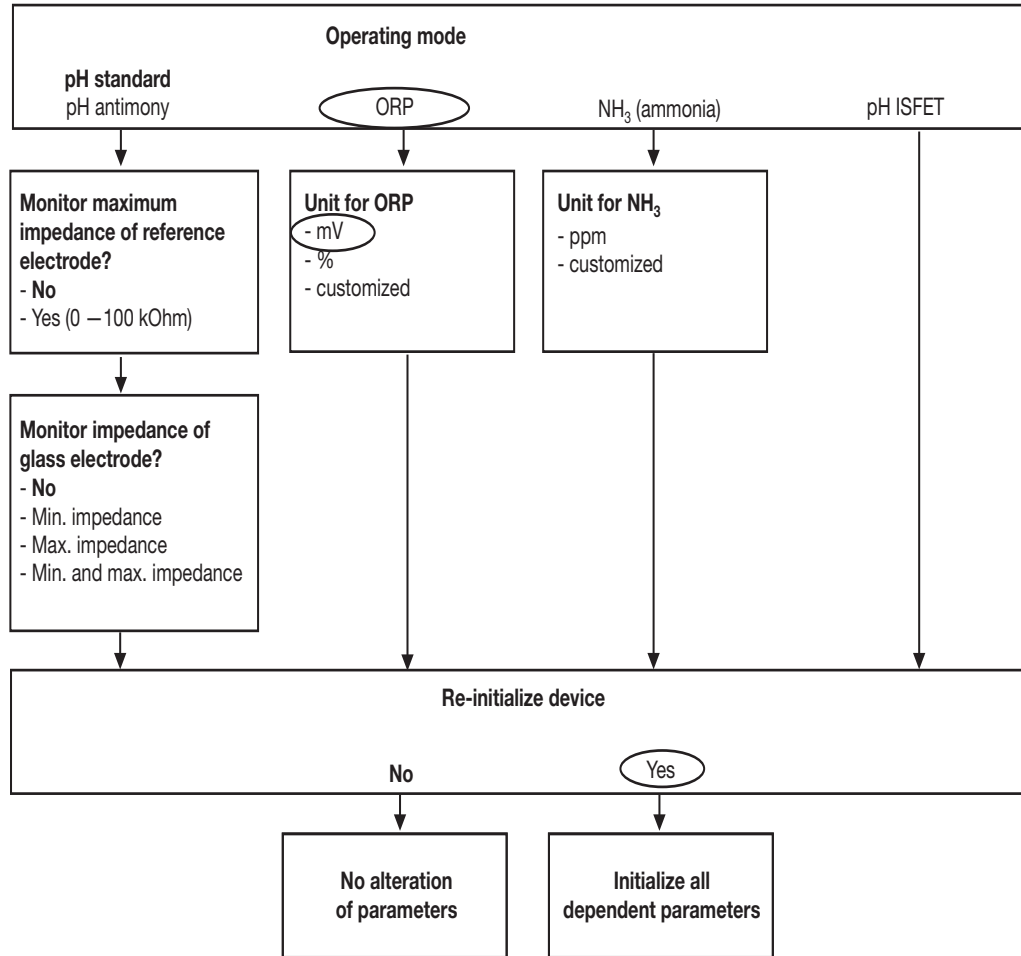 Operating mode
pH standard
pH antimony
ORP
NH₃ (ammonia)
pH ISFET
Monitor maximum
impedance of reference
electrode?
- No
- Yes (0 – 100 kOhm)
Unit for ORP
- mV
- %
- customized
Unit for NH₃
- ppm
- customized
Monitor impedance of
glass electrode?
- No
- Min. impedance
- Max. impedance
- Min. and max. impedance
Re-initialize device
No
Yes
No alteration
of parameters
Initialize all
dependent parameters